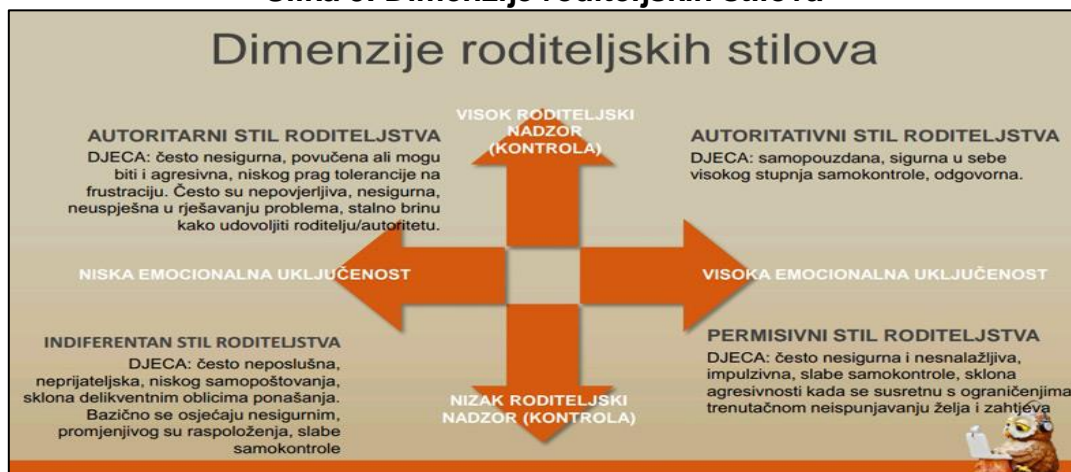 Dimenzije roditeljskih stilova
VISOK RODITELJSKI
NADZOR
(KONTROLA)
AUTORITARNI STIL RODITELJSTVA
DJECA: često nesigurna, povučena ali mogu
biti i agresivna, niskog prag tolerancije na
frustraciju. Često su nepovjerljiva, nesigurna,
neuspješna u rješavanju problema, stalno brinu
kako udovoljiti roditelju/autoritetu.
AUTORITATIVNI STIL RODITELJSTVA
DJECA: samopouzdana, sigurna u sebe
visokog stupnja samokontrole, odgovorna.
NISKA EMOCIONALNA UKLJUČENOST
VISOKA EMOCIONALNA UKLJUČENOST
INDIFERENTAN STIL RODITELJSTVA
DJECA: često neposlušna,
neprijateljska, niskog samopoštovanja,
sklona delikventnim oblicima ponašanja.
Bazično se osjećaju nesigurnim,
promjenjivog su raspoloženja, slabe
samokontrole
PERMISIVNI STIL RODITELJSTVA
DJECA: često nesigurna i nesnalažljiva,
impulzivna, slabe samokontrole, sklona
agresivnosti kada se susretnu s ograničenjima
trenutačnom neispunjavanju želja i zahtjeva
NIZAK RODITELJSKI
NADZOR (KONTROLA)